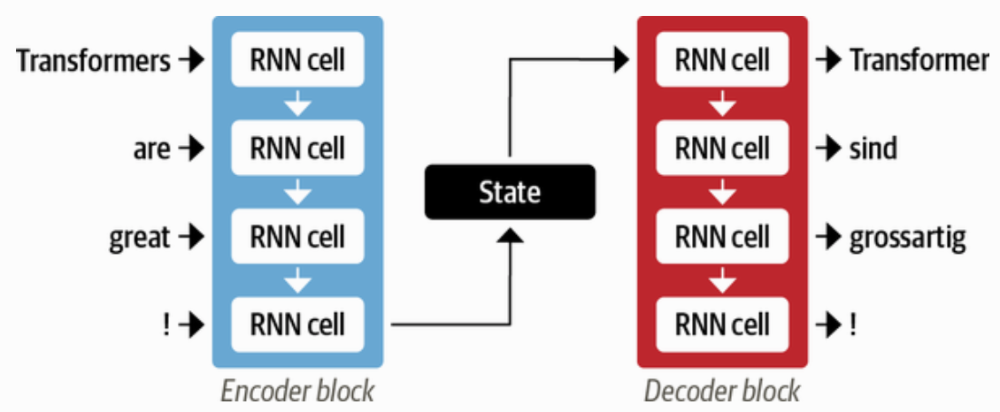 Transformers
RNN cell
Transformer
are
RNN cell
sind
great
RNN cell
grossartig
!
RNN cell
!
State
RNN cell
RNN cell
RNN cell
RNN cell
Encoder block
Decoder block